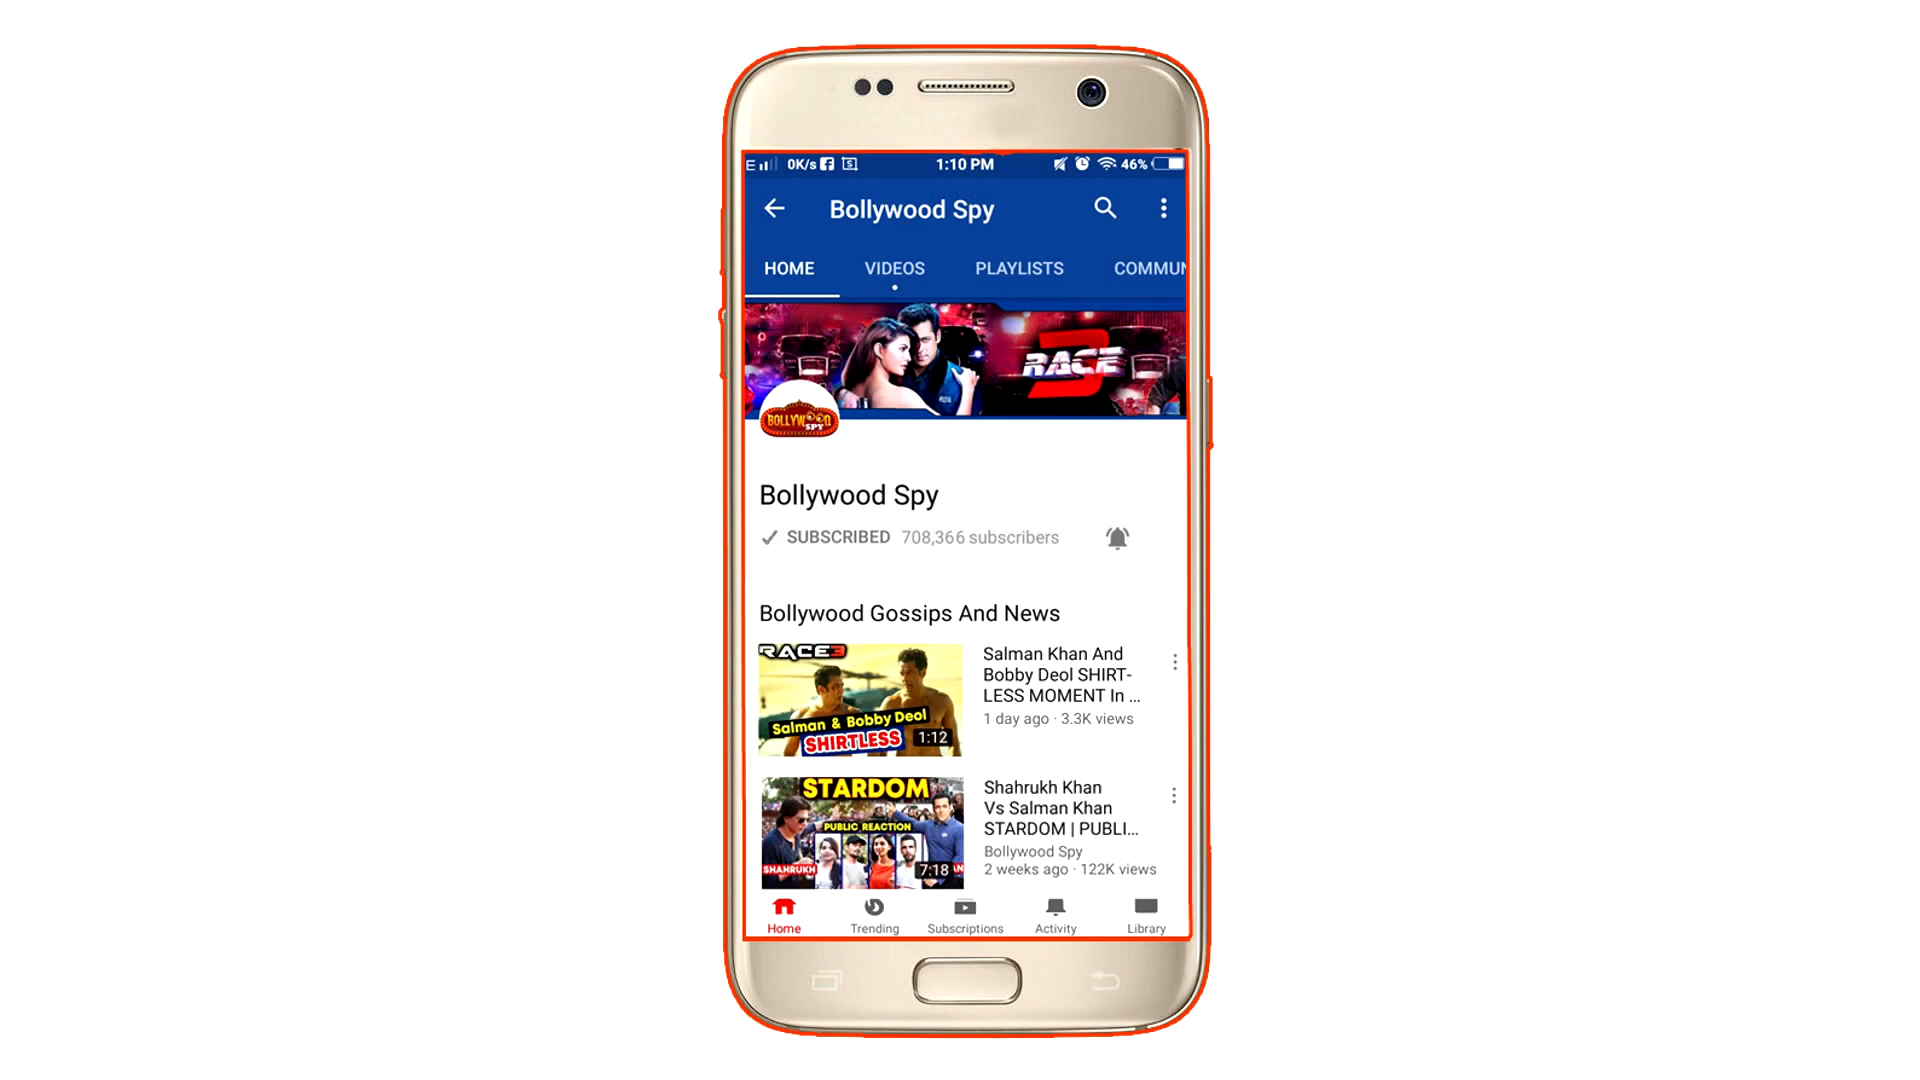 E 0K/s 1:10 PM 46%
Bollywood Spy
HOME VIDEOS PLAYLISTS COMMUN
RACE 3
BOLLYWOOD
SPY
Bollywood Spy
SUBSCRIBED 708,366 subscribers
Bollywood Gossips And News
RACE3
Salman & Bobby Deol
SHIRTLESS
1:12
Salman Khan And
Bobby Deol SHIRT-
LESS MOMENT In ...
1 day ago · 3.3K views
STARDOM
PUBLIC REACTION
SHAHRUKH
7:18
Shahrukh Khan
Vs Salman Khan
STARDOM | PUBLI...
Bollywood Spy
2 weeks ago · 122K views
Home Trending Subscriptions Activity Library